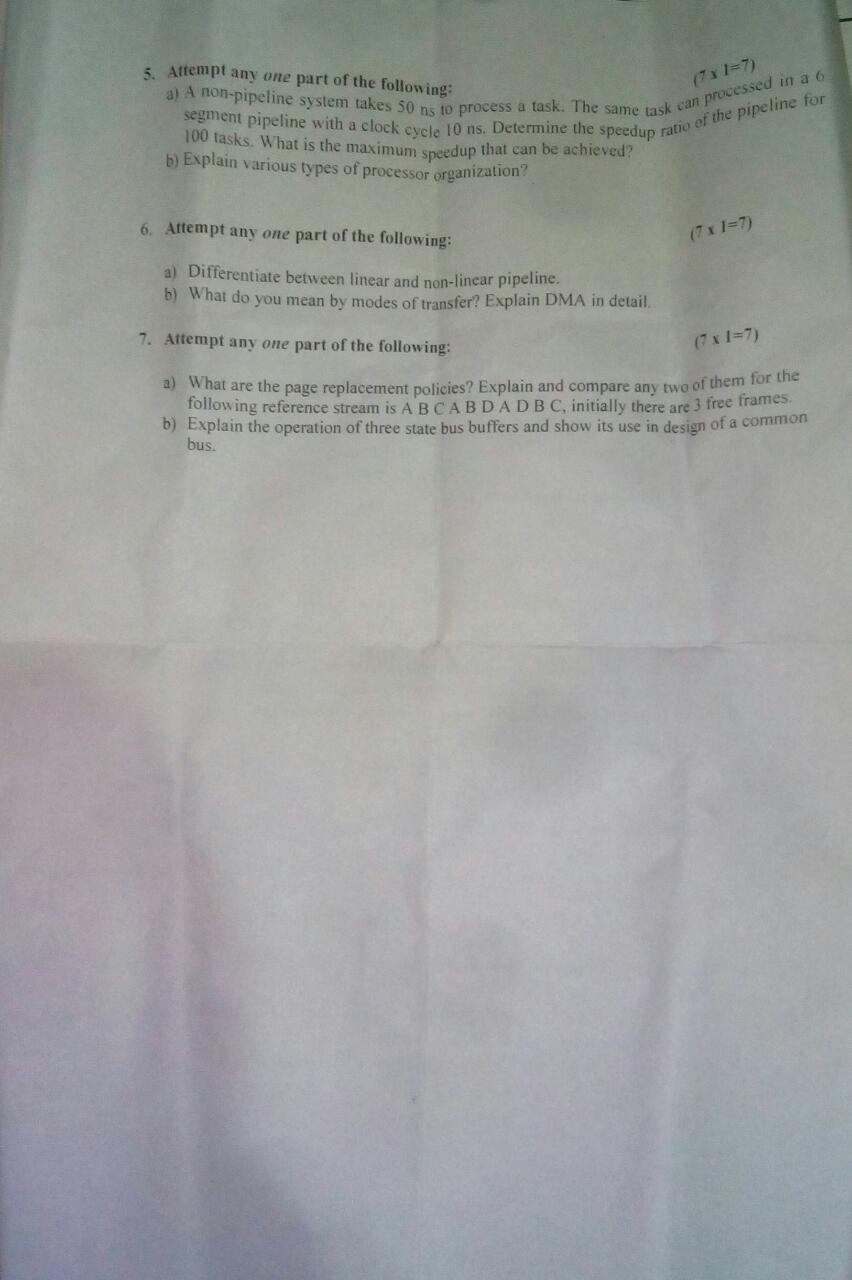 5. Attempt any one part of the following: (7 x 1=7)
a) A non-pipeline system takes 50 ns to process a task. The same task can processed in a 6
segment pipeline with a clock cycle 10 ns. Determine the speedup ratio of the pipeline for
100 tasks. What is the maximum speedup that can be achieved?
b) Explain various types of processor organization?
6. Attempt any one part of the following: (7 x 1=7)
a) Differentiate between linear and non-linear pipeline.
b) What do you mean by modes of transfer? Explain DMA in detail.
7. Attempt any one part of the following: (7 x 1=7)
a) What are the page replacement policies? Explain and compare any two of them for the
following reference stream is A B C A B D A D B C, initially there are 3 free frames.
b) Explain the operation of three state bus buffers and show its use in design of a common
bus.